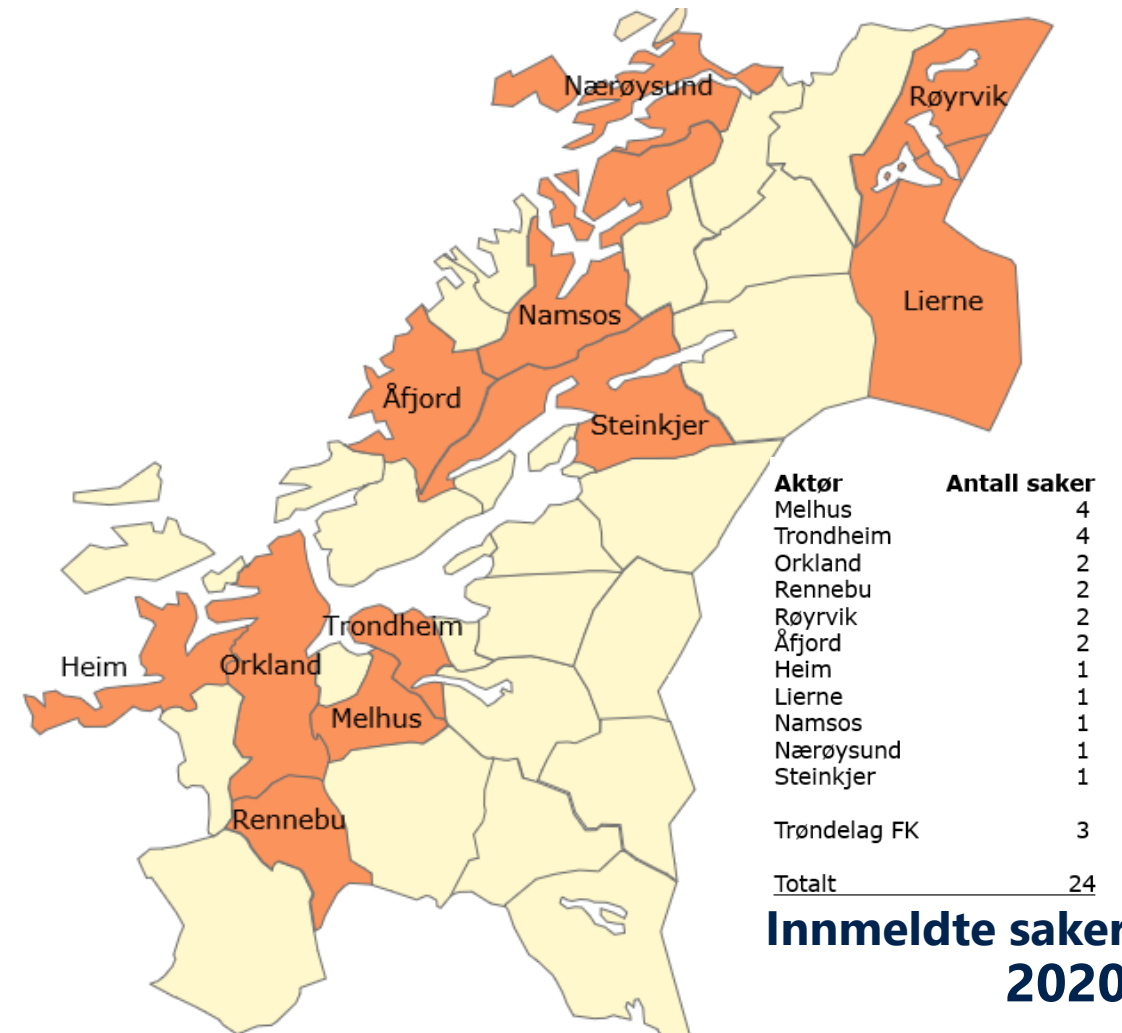 Nærøysund
Røyrvik
Lierne
Namsos
Åfjord
Steinkjer
Trondheim
Heim
Orkland
Melhus
Rennebu
Aktør Antall saker
Melhus 4
Trondheim 4
Orkland 2
Rennebu 2
Røyrvik 2
Åfjord 2
Heim 1
Lierne 1
Namsos 1
Nærøysund 1
Steinkjer 1
Trøndelag FK 3
Totalt 24
Innmeldte saker
2020